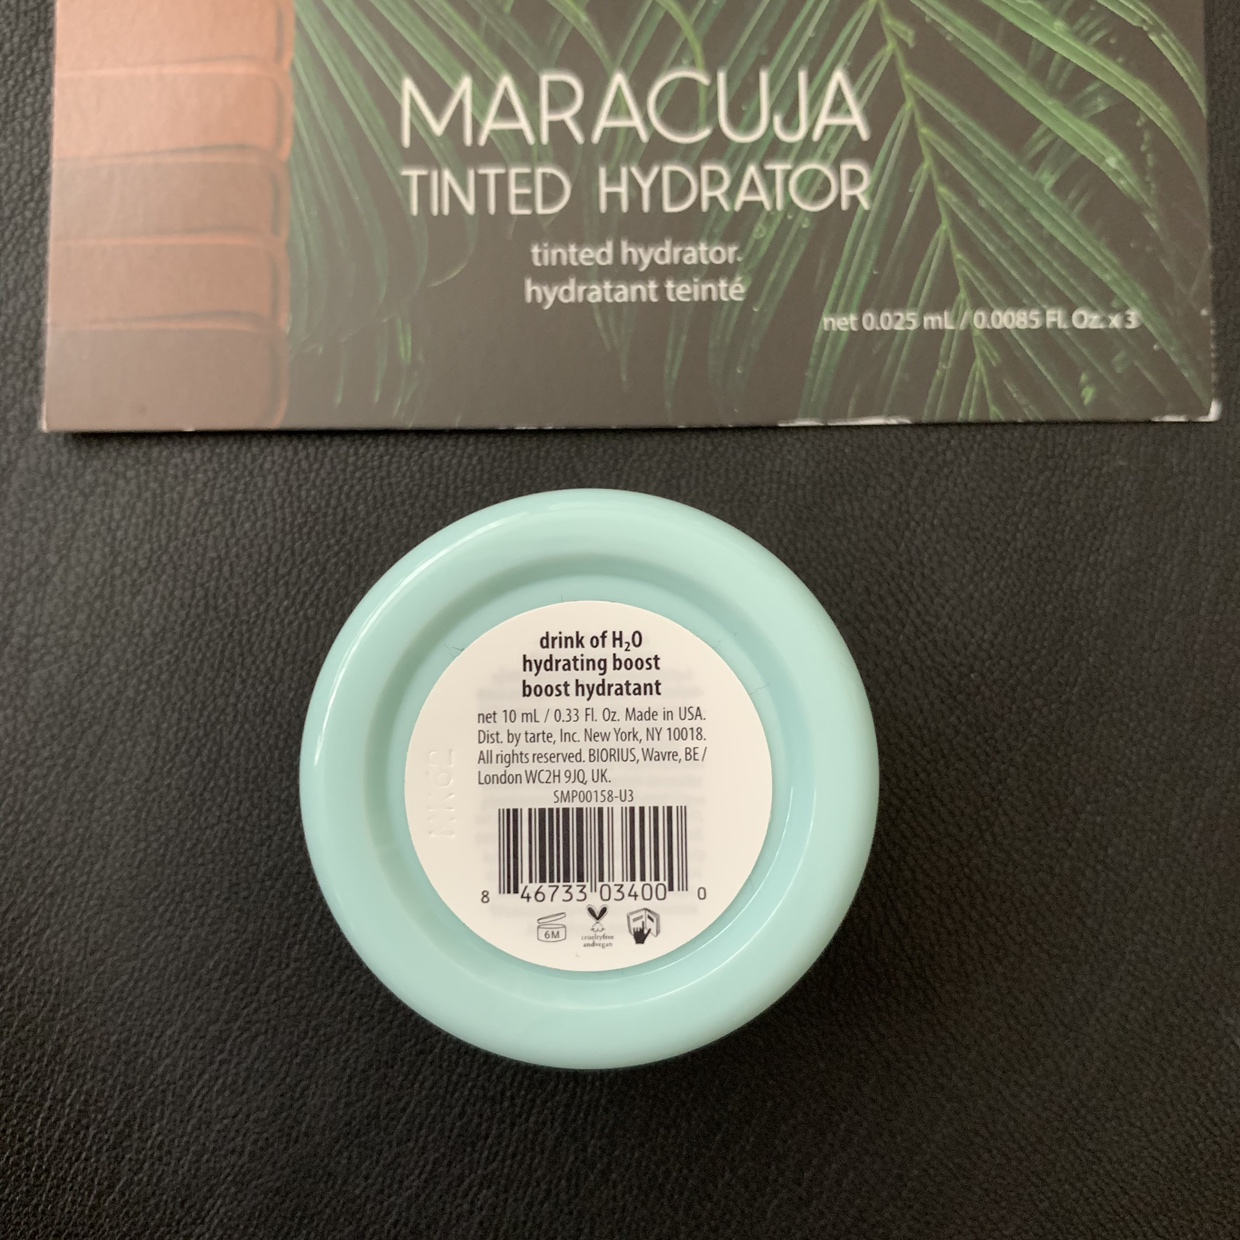 MARACUJA
TINTED HYDRATOR
tinted hydrator.
hydratant teinté
net 0.025 mL / 0.0085 Fl. Oz. x 3
drink of H₂O
hydrating boost
boost hydratant
net 10 mL / 0.33 Fl. Oz. Made in USA.
Dist. by tarte, Inc. New York, NY 10018.
All rights reserved. BIORIUS, Wavre, BE /
London WC2H 9JQ, UK.
SMP00158-U3
8 46733 03400 0
6M
crueltyfree
andvegan